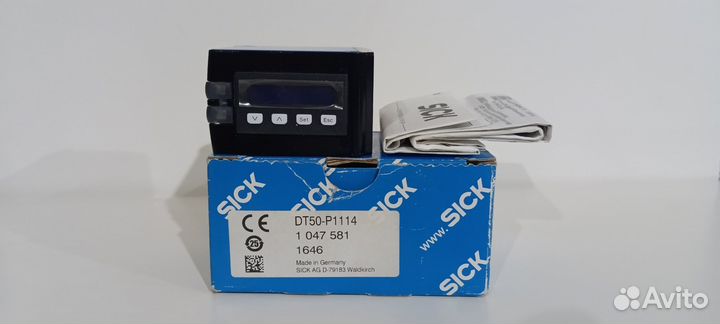 Set Esc
SICK
SICK
SICK
SICK
CE
25
DT50-P1114
1 047 581
1646
Made in Germany
SICK AG D-79183 Waldkirch
Avito